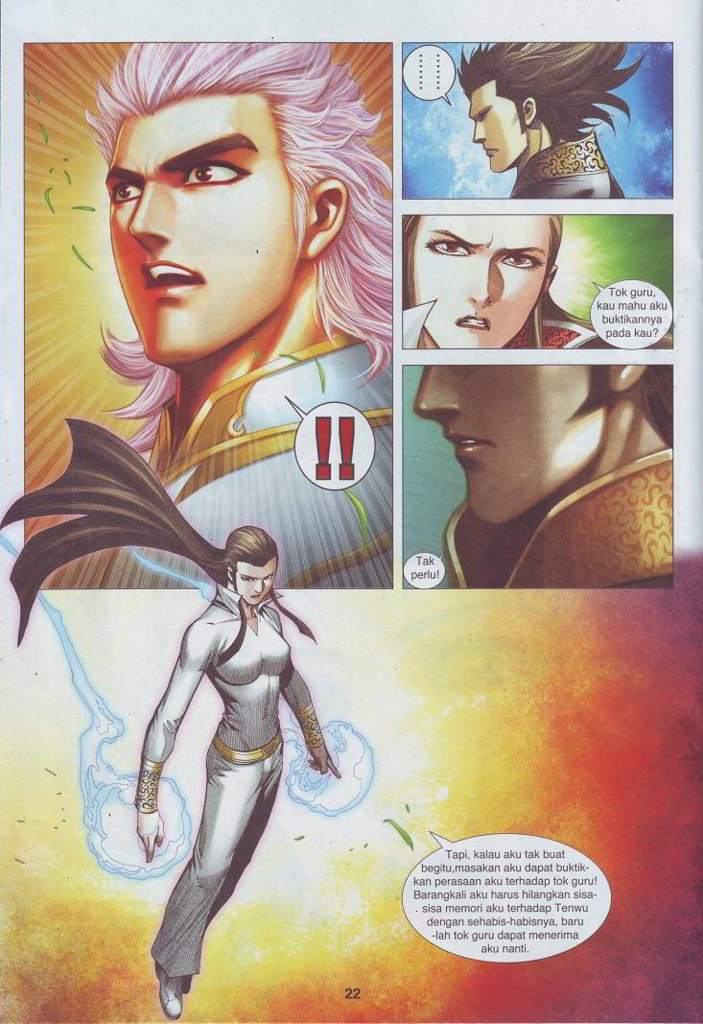 ......
!!
Tok guru,
kau mahu aku
buktikannya
pada kau?
Tak
perlu!
Tapi, kalau aku tak buat
begitu,masakan aku dapat buktik-
kan perasaan aku terhadap tok guru!
Barangkali aku harus hilangkan sisa-
. sisa memori aku terhadap Tenwu
dengan sehabis-habisnya, baru
-lah tok guru dapat menerima
aku nanti.
22